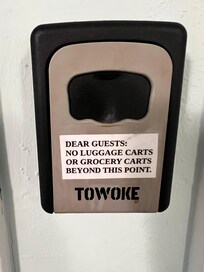 DEAR GUESTS:
NO LUGGAGE CARTS
OR GROCERY CARTS
BEYOND THIS POINT.
TOWOKE